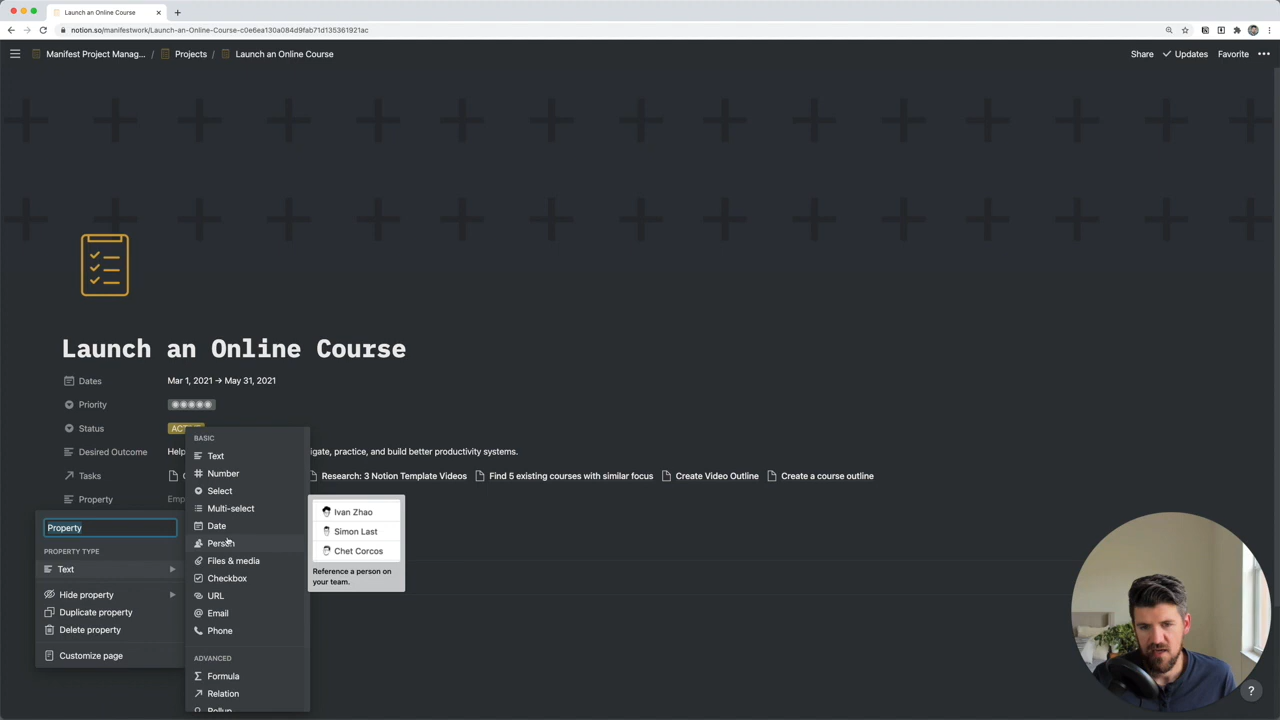 Launch an Online Course
notion.so/manifestwork/Launch-an-Online-Course-c0e6ea130a084d9fab71d135361921ac
Manifest Project Manag... / Projects / Launch an Online Course
Share Updates Favorite
Launch an Online Course
Dates Mar 1, 2021 → May 31, 2021
Priority
Status
Desired Outcome igate, practice, and build better productivity systems.
Tasks Research: 3 Notion Template Videos Find 5 existing courses with similar focus Create Video Outline Create a course outline
Property
Property
PROPERTY TYPE
Text
Hide property
Duplicate property
Delete property
Customize page
BASIC
Text
Number
Select
Multi-select
Date
Person
Files & media
Checkbox
URL
Email
Phone
ADVANCED
Formula
Relation
Rollup
Ivan Zhao
Simon Last
Chet Corcos
Reference a person on
your team.
?